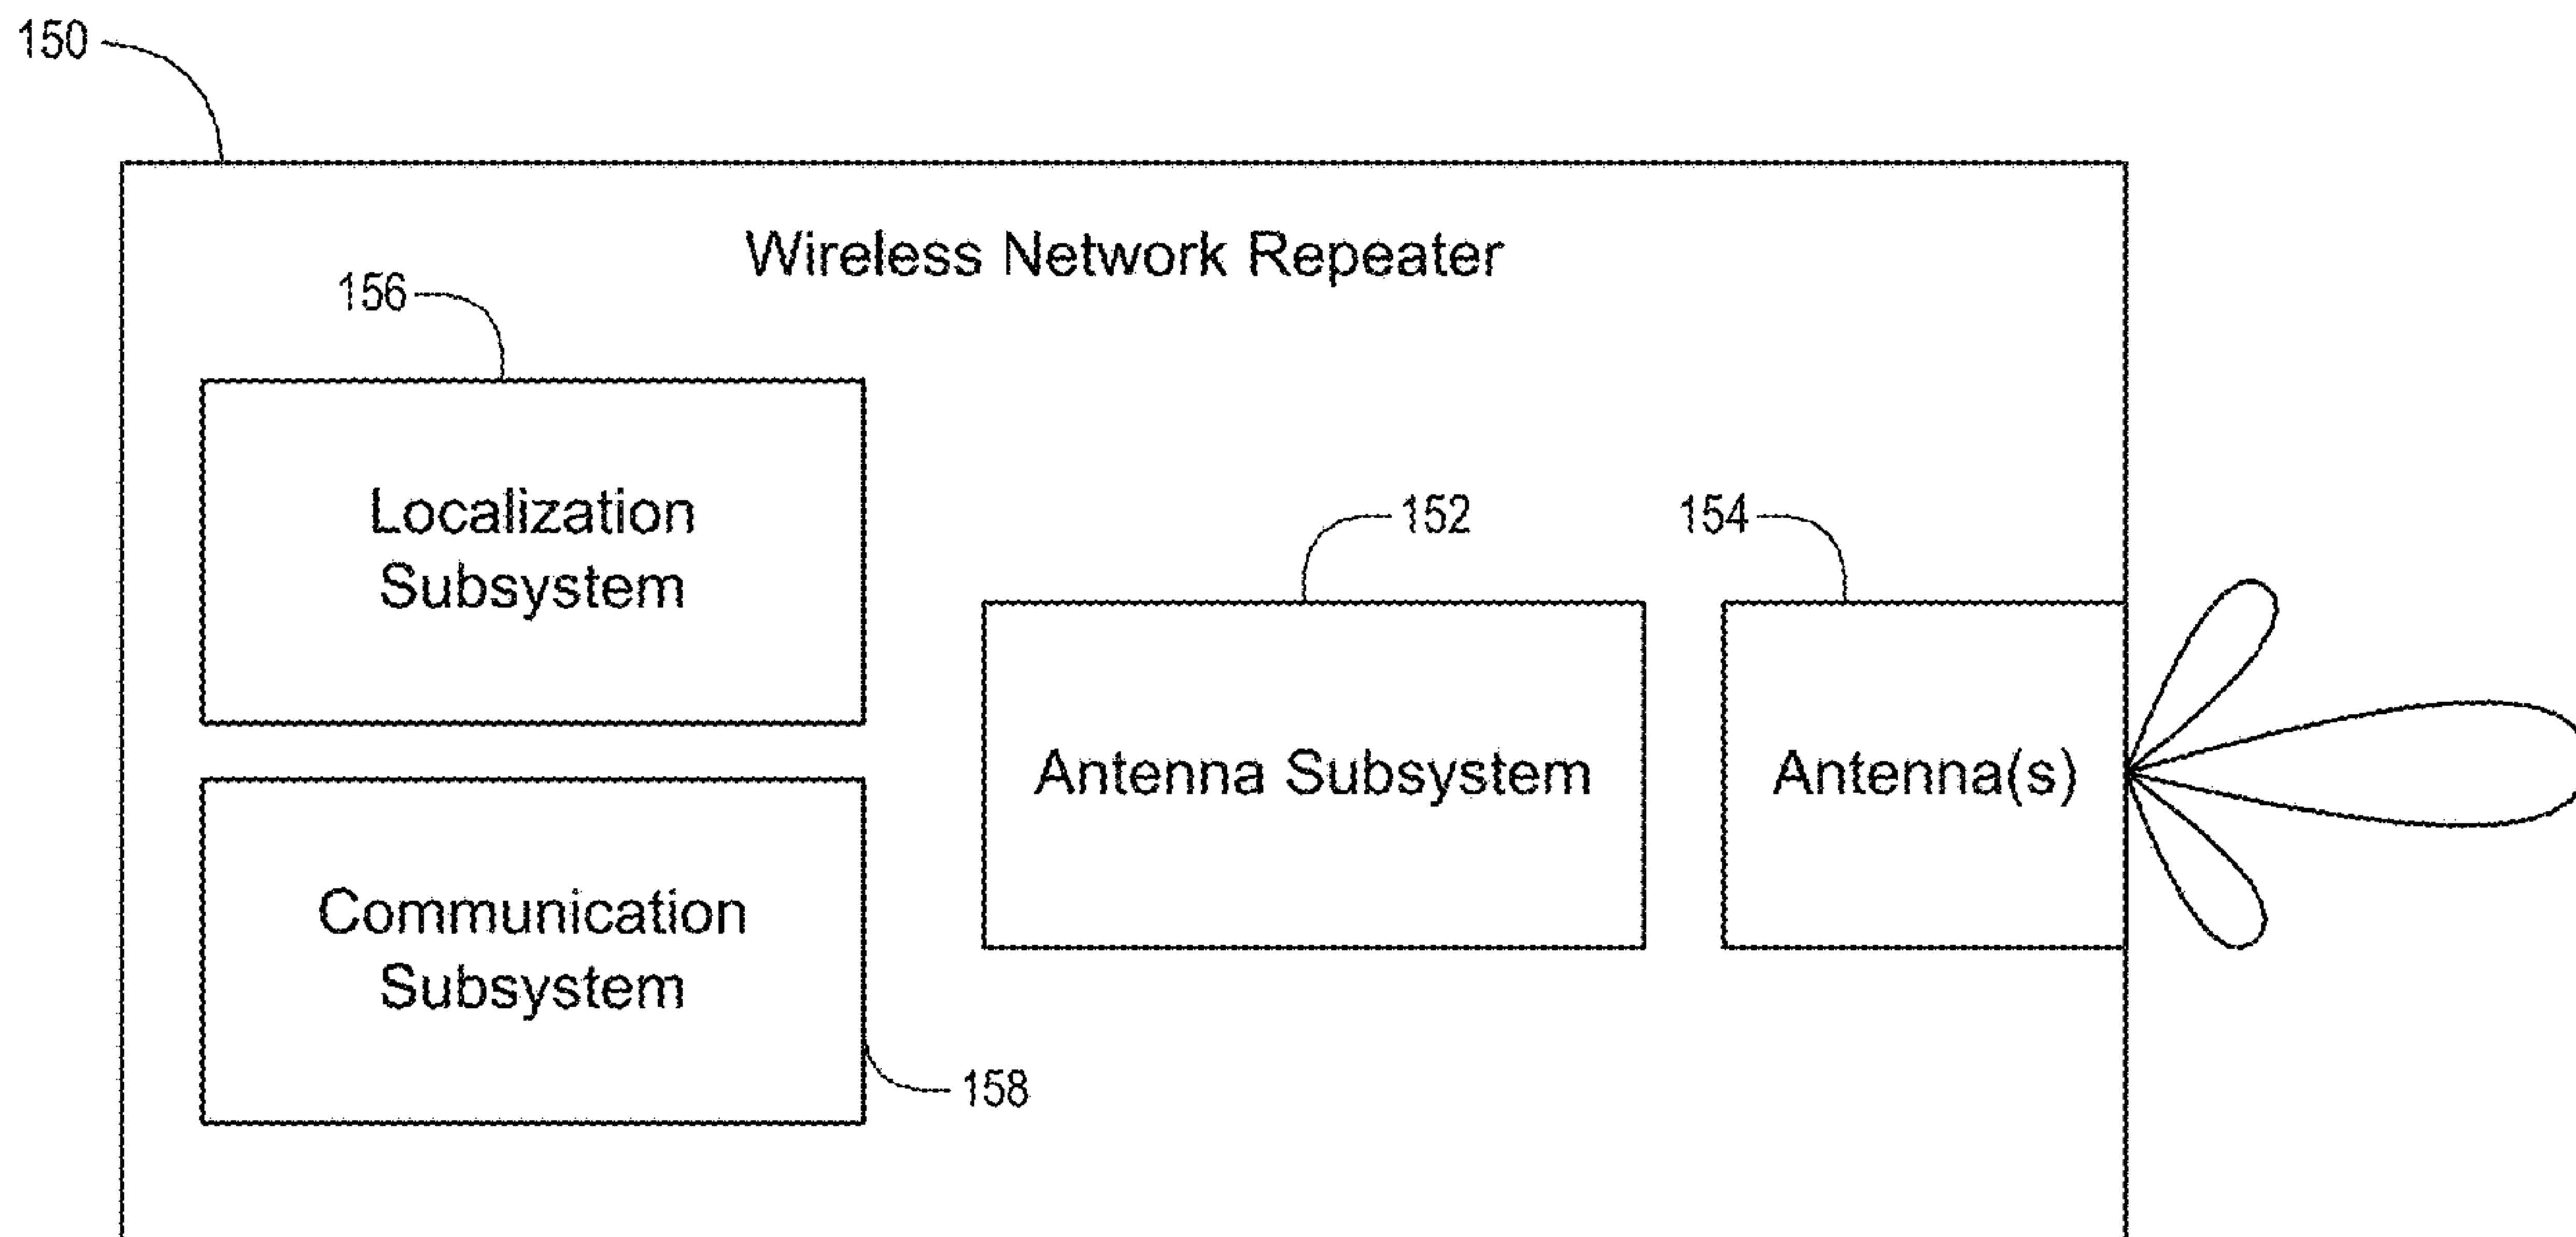 150
Wireless Network Repeater
156
Localization
Subsystem
152
154
Antenna Subsystem
Antenna(s)
Communication
Subsystem
158